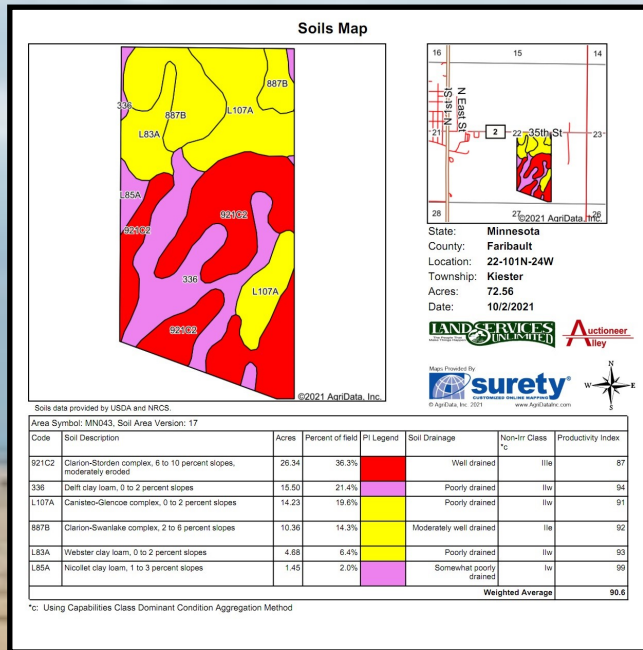 Soils Map
336
887B
L83A
L107A
887B
L85A
921C2
921C2
336
L107A
921C2
©2021 AgriData, Inc.
16
15
14
N 1st St
N East St
21
2
22
35th St
23
28
27
26
©2021 AgriData, Inc.
State: Minnesota
County: Faribault
Location: 22-101N-24W
Township: Kiester
Acres: 72.56
Date: 10/2/2021
LAND SERVICES
UNLIMITED
Auctioneer
Alley
Maps Provided By
surety®
CUSTOMIZED ONLINE MAPPING
© AgriData, Inc. 2021 www.AgriDataInc.com
N
W E
S
Soils data provided by USDA and NRCS.
Area Symbol: MN043, Soil Area Version: 17
Code Soil Description Acres Percent of field PI Legend Soil Drainage Non-Irr Class *c Productivity Index
921C2 Clarion-Storden complex, 6 to 10 percent slopes, moderately eroded 26.34 36.3% Well drained IIIe 87
336 Delft clay loam, 0 to 2 percent slopes 15.50 21.4% Poorly drained IIw 94
L107A Canisteo-Glencoe complex, 0 to 2 percent slopes 14.23 19.6% Poorly drained IIw 91
887B Clarion-Swanlake complex, 2 to 6 percent slopes 10.36 14.3% Moderately well drained IIe 92
L83A Webster clay loam, 0 to 2 percent slopes 4.68 6.4% Poorly drained IIw 93
L85A Nicollet clay loam, 1 to 3 percent slopes 1.45 2.0% Somewhat poorly drained Iw 99
Weighted Average 90.6
*c: Using Capabilities Class Dominant Condition Aggregation Method